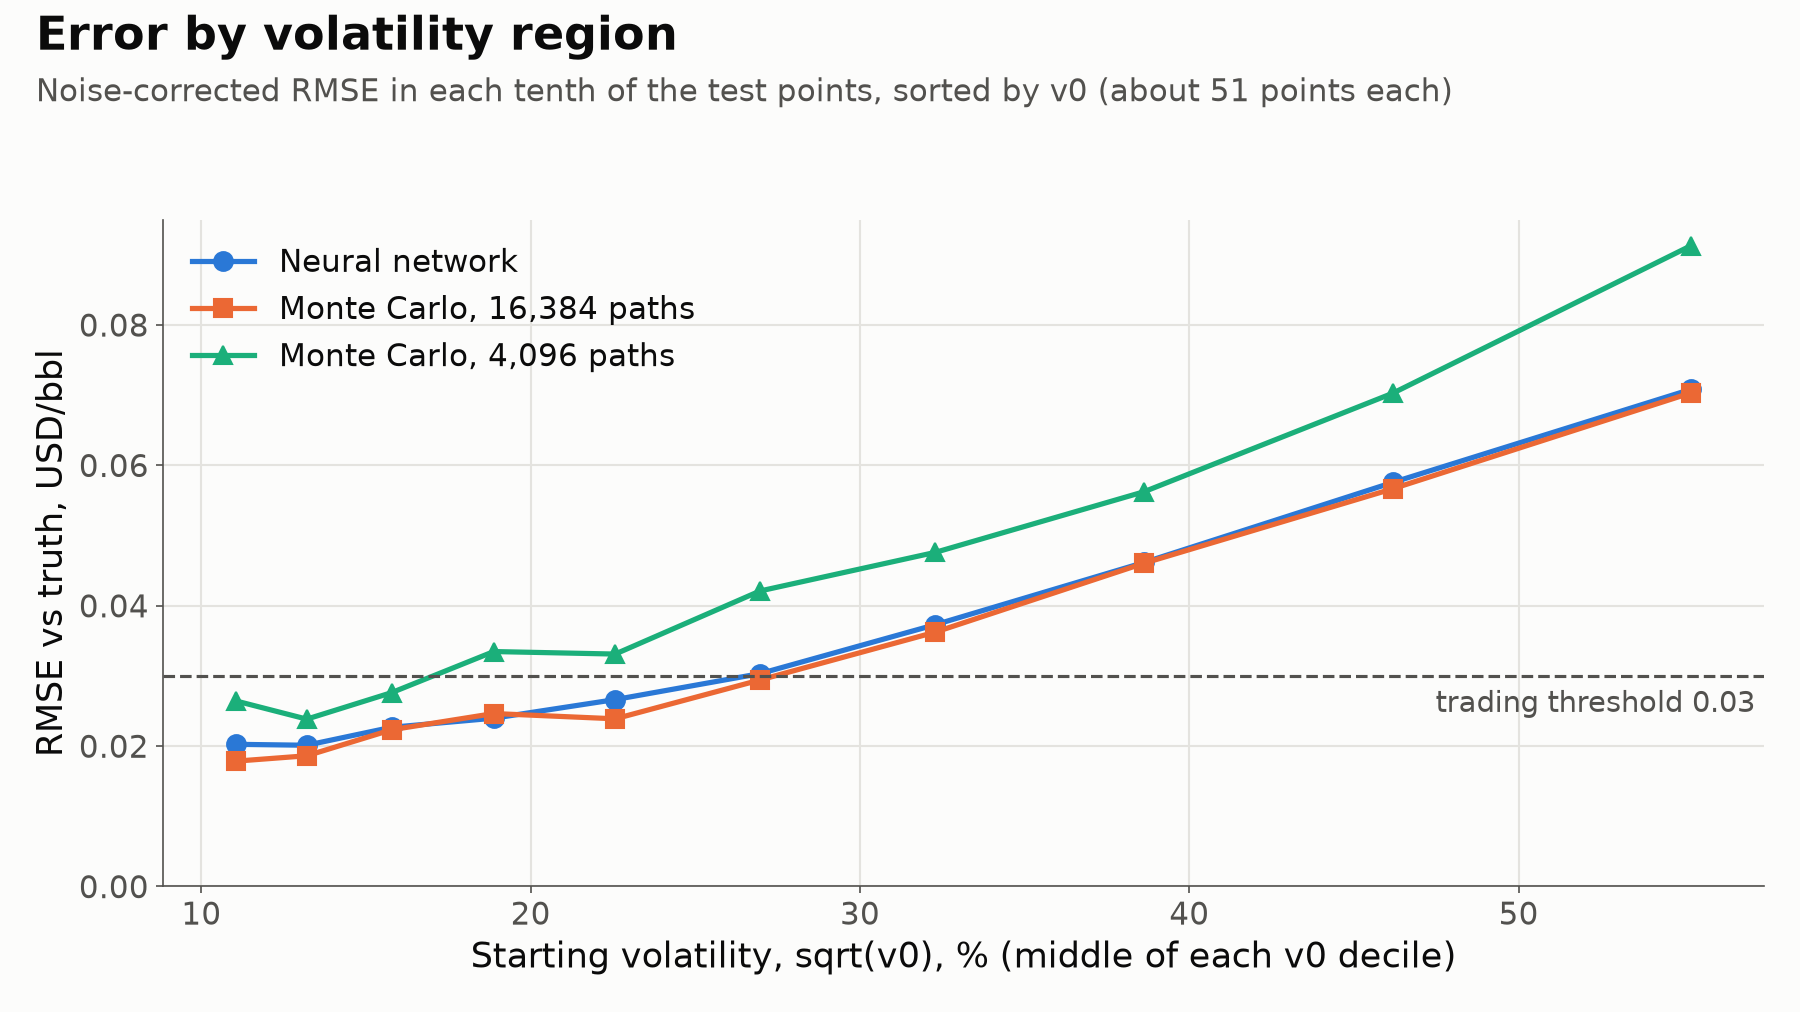 Error by volatility region
Noise-corrected RMSE in each tenth of the test points, sorted by v0 (about 51 points each)
Neural network
Monte Carlo, 16,384 paths
Monte Carlo, 4,096 paths
RMSE vs truth, USD/bbl
0.08
0.06
0.04
0.02
0.00
trading threshold 0.03
10 20 30 40 50
Starting volatility, sqrt(v0), % (middle of each v0 decile)